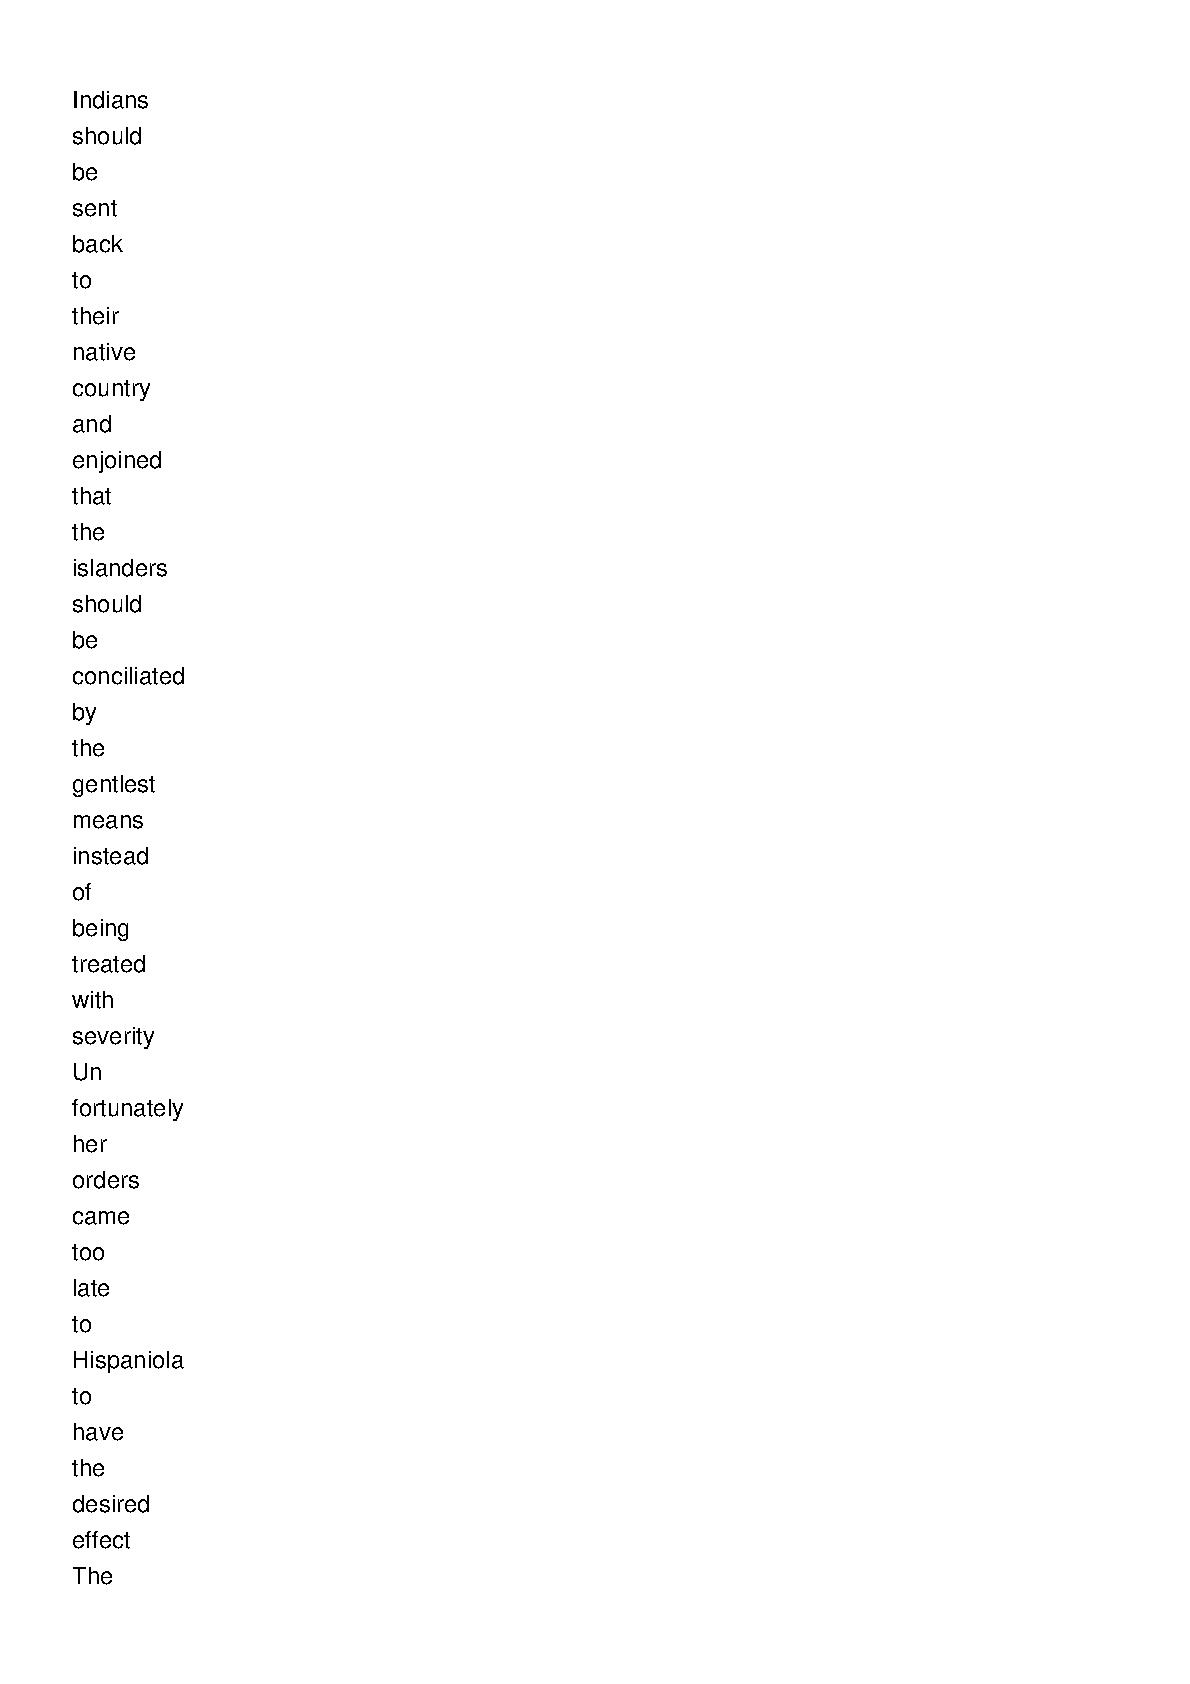 Indians
should
be
sent
back
to
their
native
country
and
enjoined
that
the
islanders
should
be
conciliated
by
the
gentlest
means
instead
of
being
treated
with
severity
Un
fortunately
her
orders
came
too
late
to
Hispaniola
to
have
the
desired
effect
The